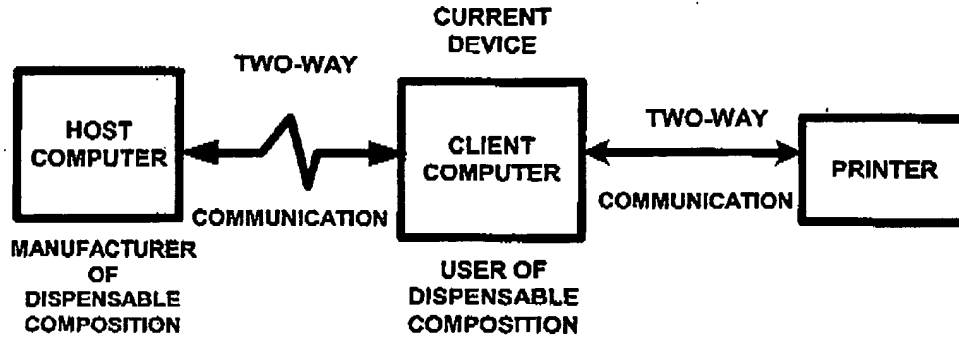 CURRENT
DEVICE
TWO-WAY
HOST
COMPUTER
CLIENT
COMPUTER
TWO-WAY
PRINTER
COMMUNICATION
COMMUNICATION
MANUFACTURER
OF
DISPENSABLE
COMPOSITION
USER OF
DISPENSABLE
COMPOSITION